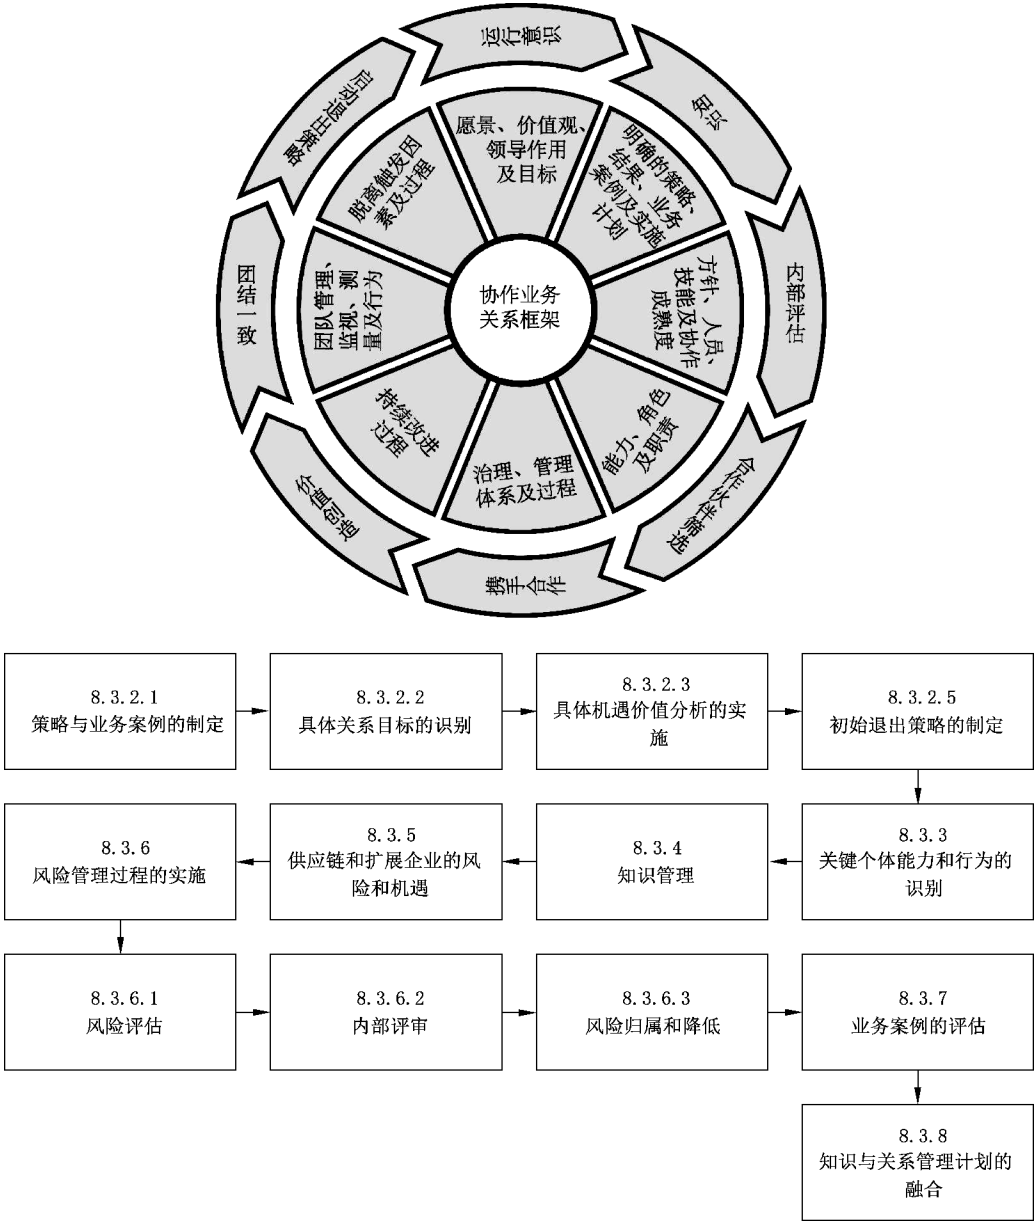 运行意识
知识
内部评估
合作伙伴筛选
携手合作
价值创造
团结一致
启动退出策略
愿景、价值观、
领导作用
及目标
明确的策略、
结果、业务
案例及实施
计划
方针、人员、
技能及协作
成熟度
能力、角色
及职责
治理、管理
体系及过程
持续改进
过程
团队管理、
监视、测
量及行为
脱离触发因
素及过程
协作业务
关系框架
8.3.2.1
策略与业务案例的制定
8.3.2.2
具体关系目标的识别
8.3.2.3
具体机遇价值分析的实
施
8.3.2.5
初始退出策略的制定
8.3.6
风险管理过程的实施
8.3.5
供应链和扩展企业的风
险和机遇
8.3.4
知识管理
8.3.3
关键个体能力和行为的
识别
8.3.6.1
风险评估
8.3.6.2
内部评审
8.3.6.3
风险归属和降低
8.3.7
业务案例的评估
8.3.8
知识与关系管理计划的
融合